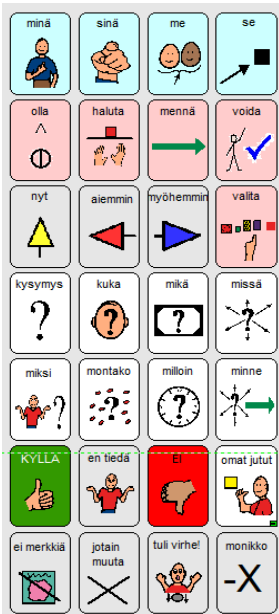 minä sinä me se
olla haluta mennä voida
nyt aiemmin myöhemmin valita
kysymys kuka mikä missä
? ? ? ?
miksi montako milloin minne
? ? ? ?
KYLLÄ en tiedä EI omat jutut
ei merkkiä jotain muuta tuli virhe! monikko
-X